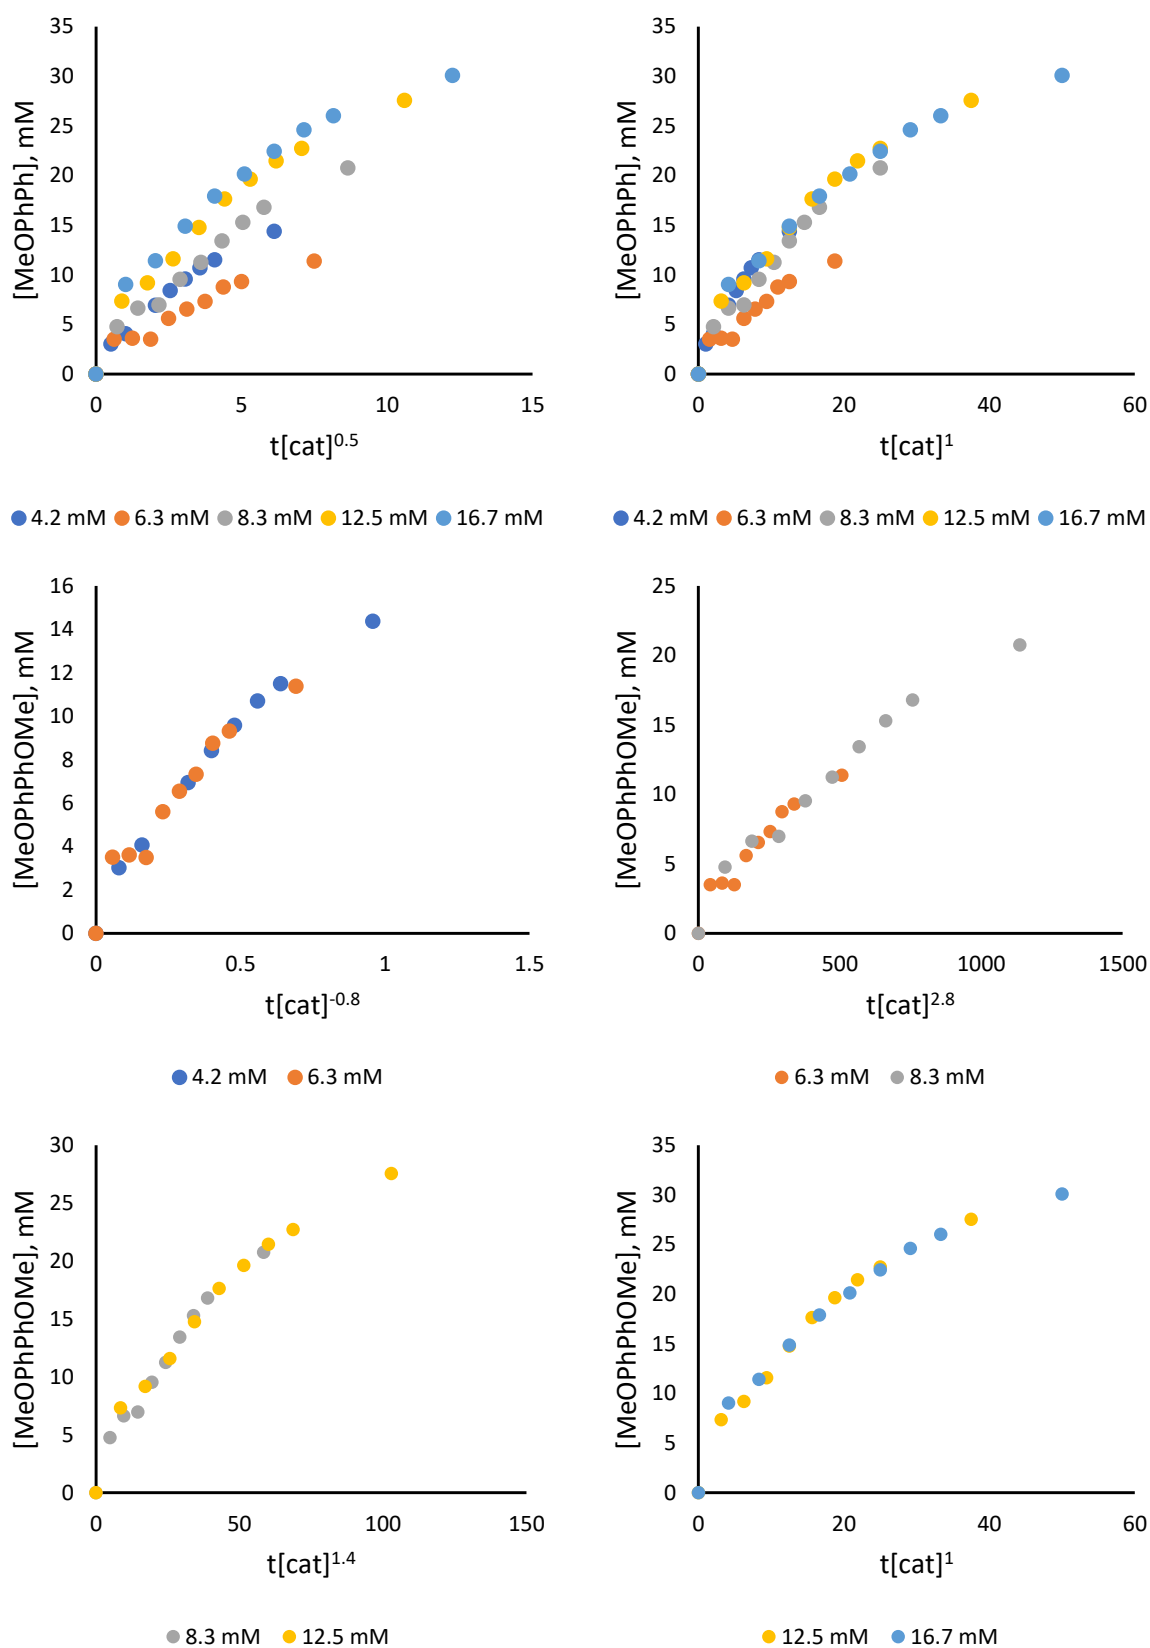 [MeOPhPh], mM
35
30
25
20
15
10
5
0
0 5 10 15
t[cat]^0.5
4.2 mM 6.3 mM 8.3 mM 12.5 mM 16.7 mM
[MeOPhPh], mM
35
30
25
20
15
10
5
0
0 20 40 60
t[cat]^1
4.2 mM 6.3 mM 8.3 mM 12.5 mM 16.7 mM
[MeOPhPhOMe], mM
16
14
12
10
8
6
4
2
0
0 0.5 1 1.5
t[cat]^-0.8
4.2 mM 6.3 mM
[MeOPhPhOMe], mM
25
20
15
10
5
0
0 500 1000 1500
t[cat]^2.8
6.3 mM 8.3 mM
[MeOPhPhOMe], mM
30
25
20
15
10
5
0
0 50 100 150
t[cat]^1.4
8.3 mM 12.5 mM
[MeOPhPhOMe], mM
35
30
25
20
15
10
5
0
0 20 40 60
t[cat]^1
12.5 mM 16.7 mM